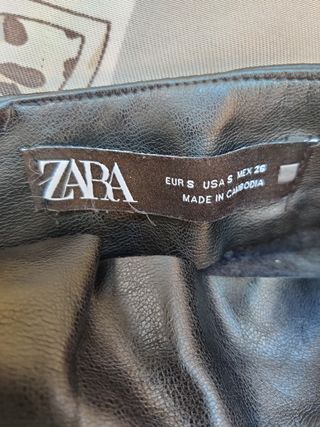 ZARA
EUR S USA S MEX 26
MADE IN CAMBODIA